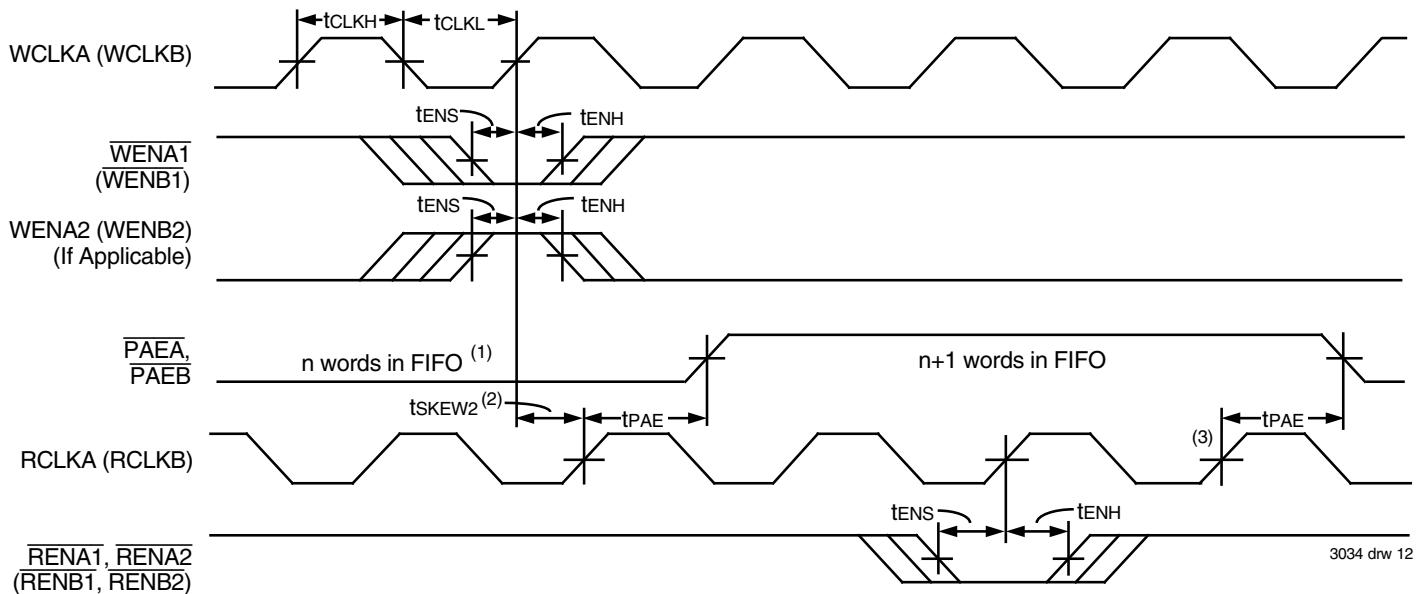 tCLKH
tCLKL
WCLKA (WCLKB)
tENS
tENH
WENA1
(WENB1)
tENS
tENH
WENA2 (WENB2)
(If Applicable)
PAEA,
PAEB
n words in FIFO (1)
n+1 words in FIFO
tSKEW2(2)
tPAE
(3)
tPAE
RCLKA (RCLKB)
tENS
tENH
RENA1, RENA2
(RENB1, RENB2)
3034 drw 12